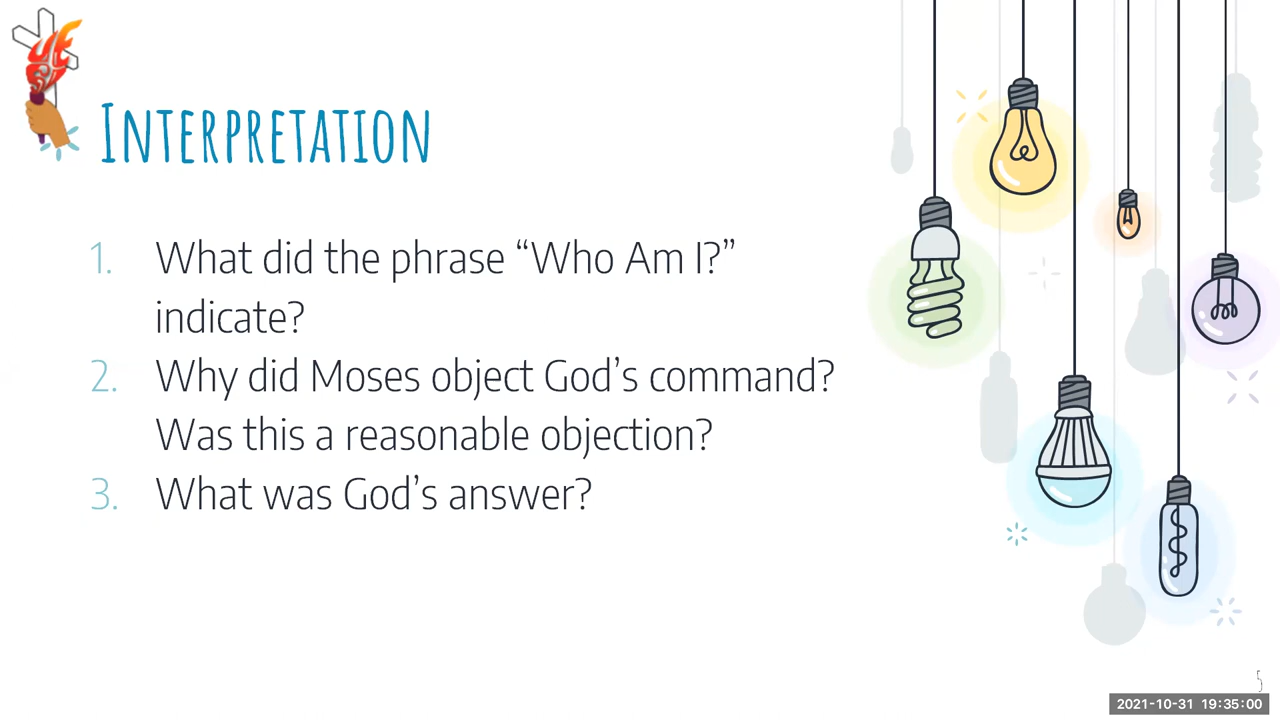 Interpretation
1. What did the phrase “Who Am I?”
indicate?
2. Why did Moses object God’s command?
Was this a reasonable objection?
3. What was God’s answer?
5
2021-10-31 19:35:00